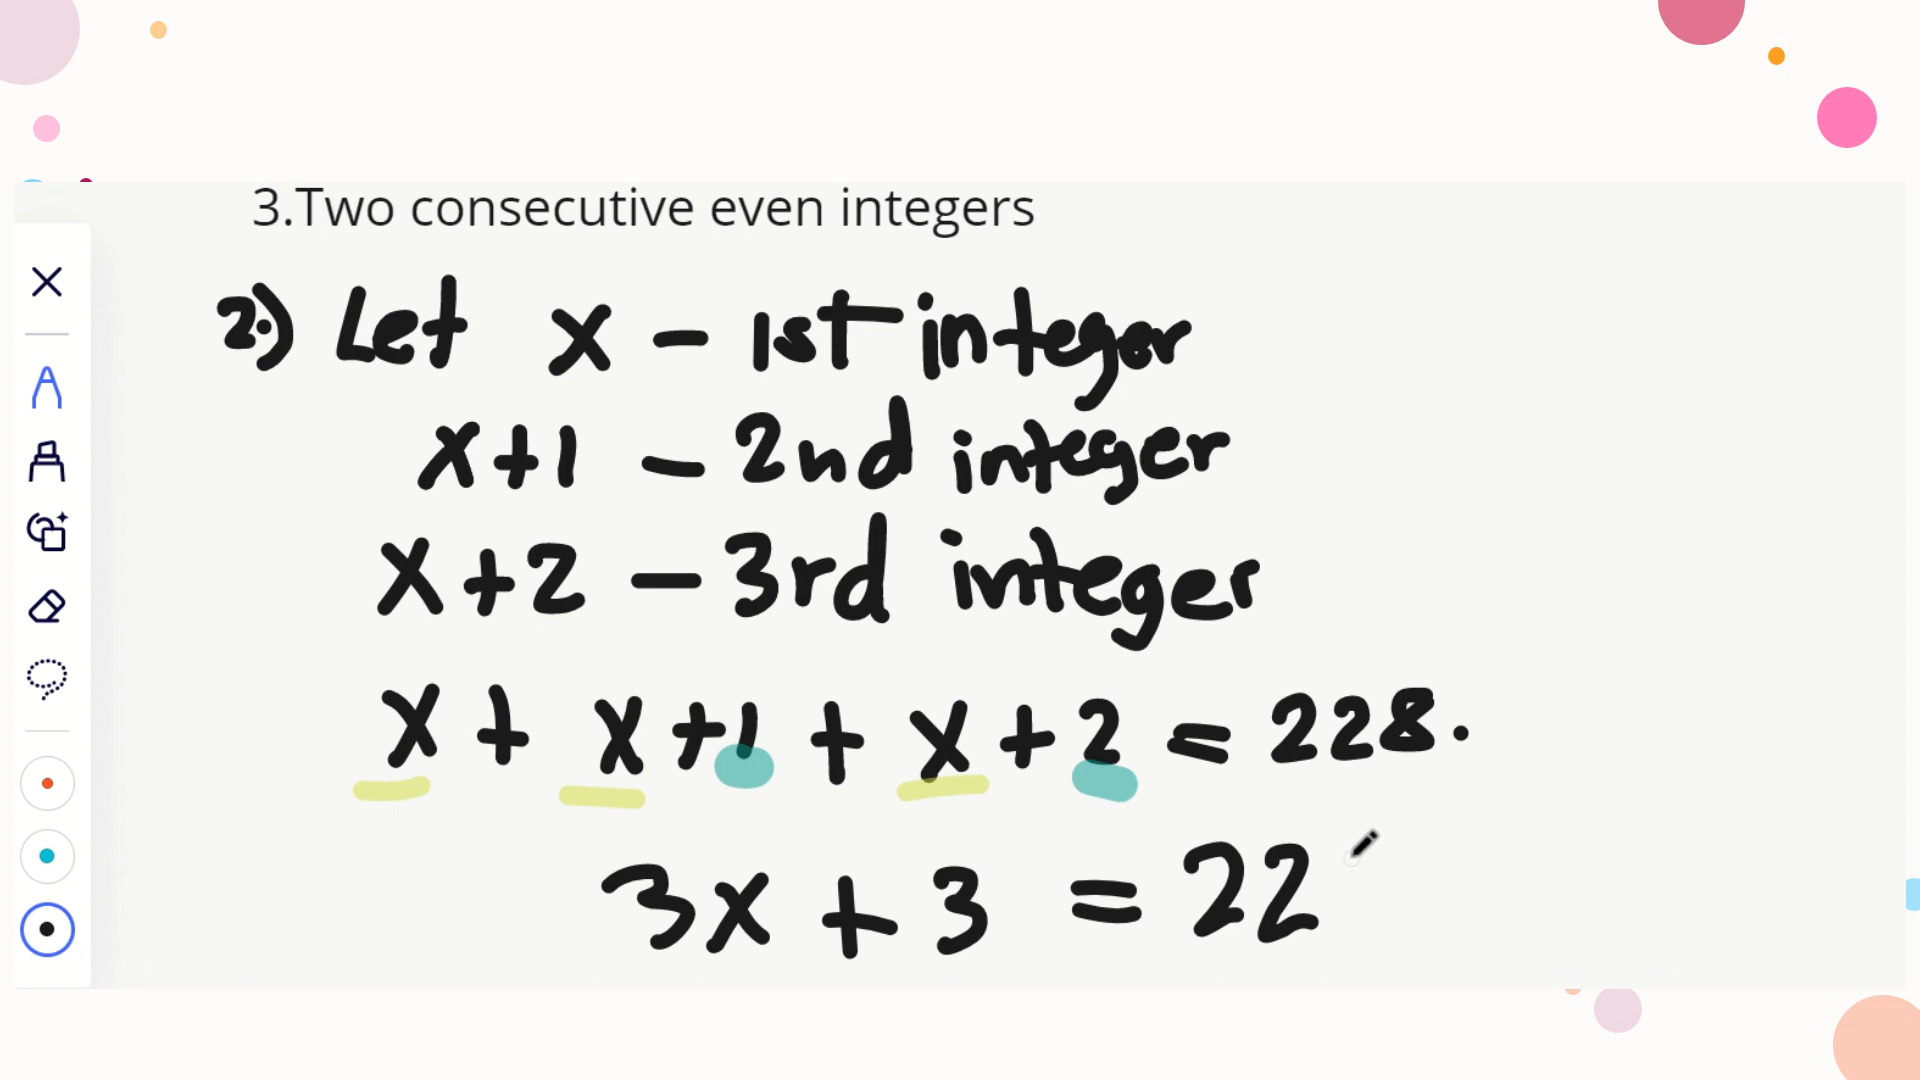 3.Two consecutive even integers
2.) Let x - 1st integer
x+1 - 2nd integer
x+2 - 3rd integer
x + x +1 + x +2 = 228.
3x + 3 = 22